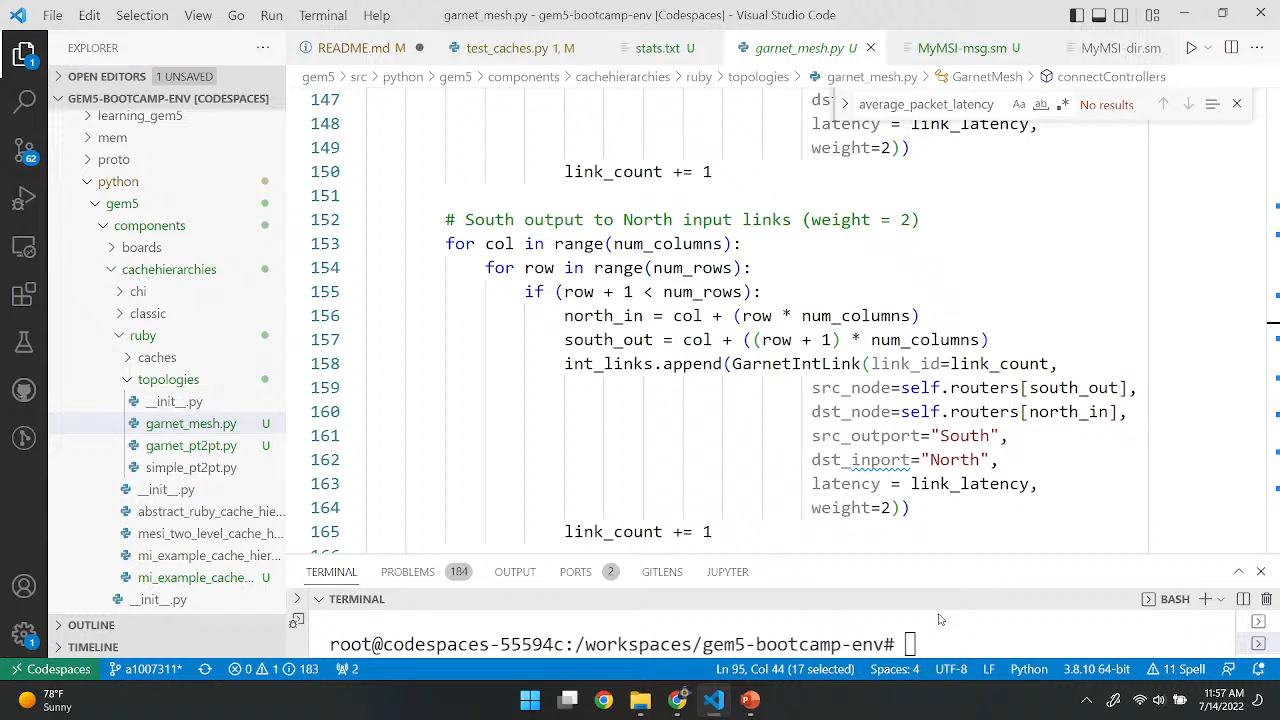 File Edit Selection View Go Run Terminal Help garnet_mesh.py - gem5-bootcamp-env [Codespaces] - Visual Studio Code
EXPLORER ··· README.md M test_caches.py 1, M stats.txt U garnet_mesh.py U MyMSI-msg.sm U MyMSI-dir.sm
OPEN EDITORS 1 UNSAVED
gem5 > src > python > gem5 > components > cachehierarchies > ruby > topologies > garnet_mesh.py > GarnetMesh > connectControllers
GEM5-BOOTCAMP-ENV [CODESPACES]
average_packet_latency Aa ab .* No results
learning_gem5
mem
proto
python
gem5
components
boards
cachehierarchies
chi
classic
ruby
caches
topologies
__init__.py
garnet_mesh.py U
garnet_pt2pt.py U
simple_pt2pt.py
__init__.py
abstract_ruby_cache_hie...
mesi_two_level_cache_h...
mi_example_cache_hier...
mi_example_cache... U
__init__.py
OUTLINE
TIMELINE
1
62
1
147 dst
148 latency = link_latency,
149 weight=2))
150 link_count += 1
151
152 # South output to North input links (weight = 2)
153 for col in range(num_columns):
154 for row in range(num_rows):
155 if (row + 1 < num_rows):
156 north_in = col + (row * num_columns)
157 south_out = col + ((row + 1) * num_columns)
158 int_links.append(GarnetIntLink(link_id=link_count,
159 src_node=self.routers[south_out],
160 dst_node=self.routers[north_in],
161 src_outport="South",
162 dst_inport="North",
163 latency = link_latency,
164 weight=2))
165 link_count += 1
166
TERMINAL PROBLEMS 184 OUTPUT PORTS 2 GITLENS JUPYTER
TERMINAL BASH
root@codespaces-55594c:/workspaces/gem5-bootcamp-env#
Codespaces a1007311* 0 1 183 2 Ln 95, Col 44 (17 selected) Spaces: 4 UTF-8 LF Python 3.8.10 64-bit 11 Spell
78°F
Sunny
11:57 AM
7/14/2022